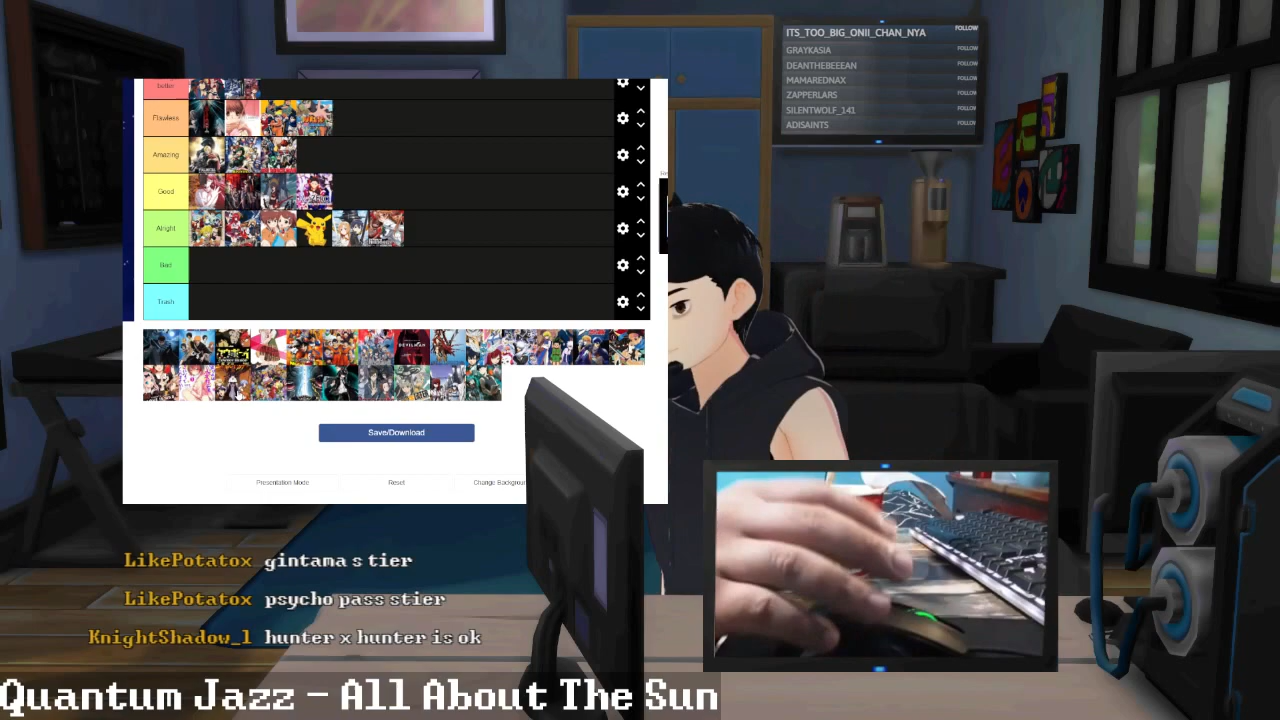 ITS_TOO_BIG_ONII_CHAN_NYA FOLLOW
GRAYKASIA FOLLOW
DEANTHEBEEEAN FOLLOW
MAMAREDNAX FOLLOW
ZAPPERLARS FOLLOW
SILENTWOLF_141 FOLLOW
ADISAINTS FOLLOW
Flawless
Amazing
Good
Alright
Bad
Trash
Save/Download
Presentation Mode
Reset
Change Backgroun
LikePotatox gintama s tier
LikePotatox psycho pass stier
KnightShadow_1 hunter x hunter is ok
Quantum Jazz - All About The Sun